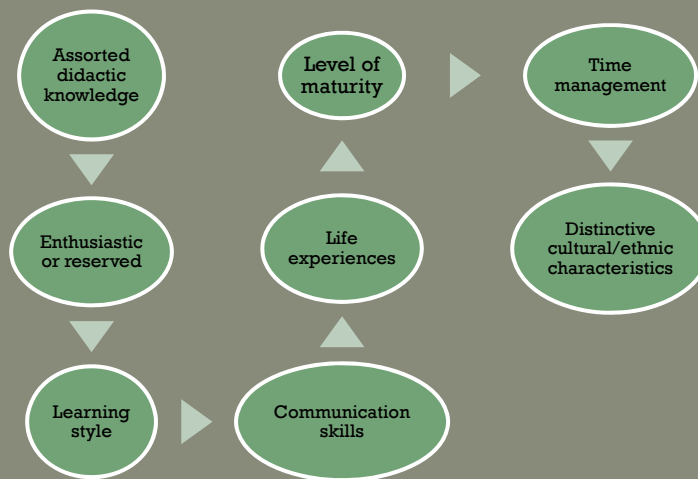 Assorted
didactic
knowledge
Enthusiastic
or reserved
Learning
style
Communication
skills
Life
experiences
Level of
maturity
Time
management
Distinctive
cultural/ethnic
characteristics